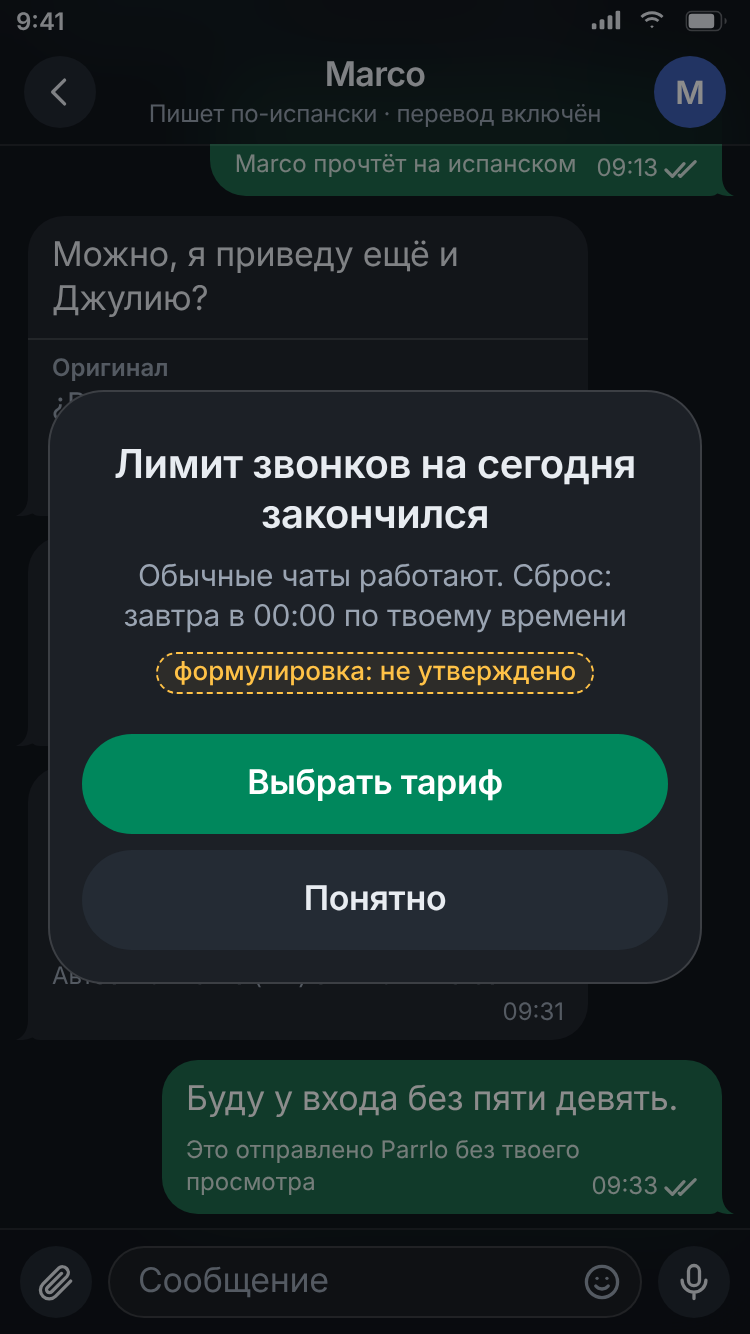 9:41
Marco
Пишет по-испански · перевод включён
M
Marco прочтёт на испанском 09:13
Можно, я приведу ещё и
Джулию?
Оригинал
Лимит звонков на сегодня
закончился
Обычные чаты работают. Сброс:
завтра в 00:00 по твоему времени
формулировка: не утверждено
Выбрать тариф
Понятно
09:31
Буду у входа без пяти девять.
Это отправлено Parrlo без твоего
просмотра 09:33
Сообщение